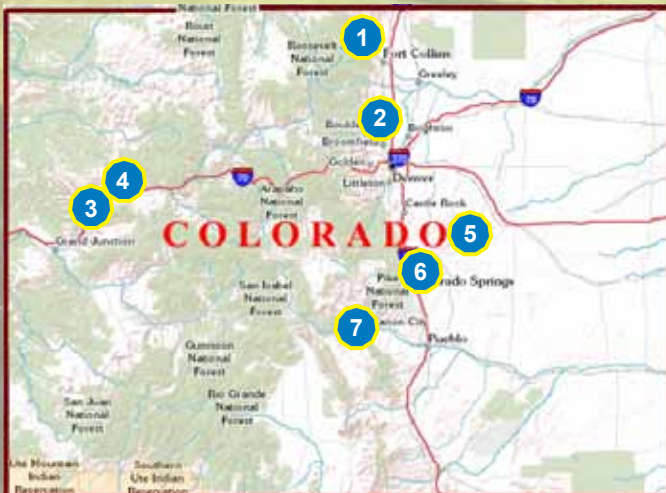 National Forest
Routt
National
Forest
Roosevelt
National
Forest
1
Fort Collins
Greeley
76
2
Boulder
Brighton
Broomfield
Golden
270
Littleton
Denver
70
4
Arapaho
National
Forest
3
Castle Rock
COLORADO
5
Grand Junction
6
Pike
National
Forest
rado Springs
San Isabel
National
Forest
7
anon City
Pueblo
Gunnison
National
Forest
San Juan
National
Forest
Rio Grande
National
Forest
Ute Mountain
Indian
Reservation
Southern
Ute Indian
Reservation